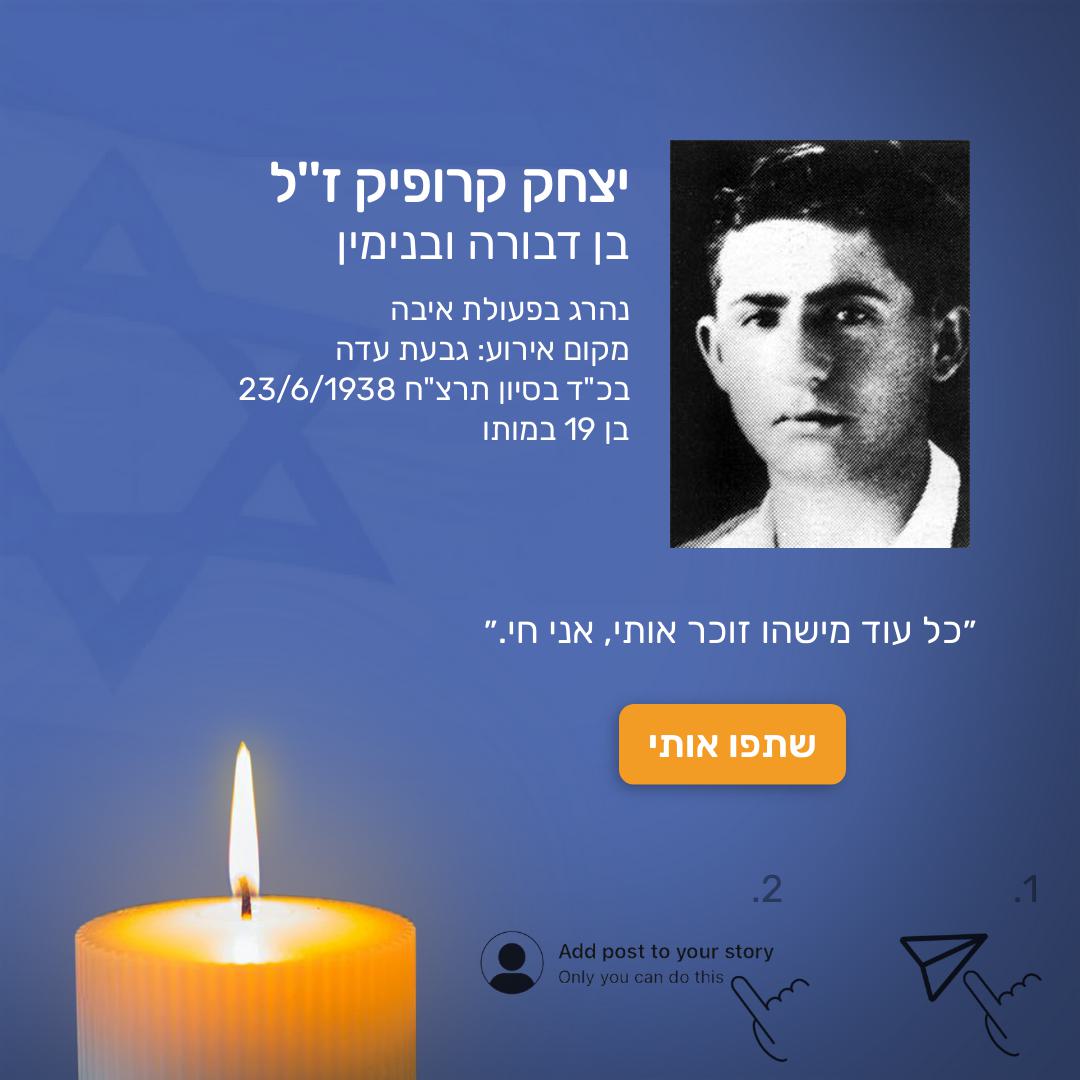 יצחק קרופיק ז"ל
בן דבורה ובנימין
נהרג בפעולת איבה
מקום אירוע: גבעת עדה
בכ"ד בסיון תרצ"ח 23/6/1938
בן 19 במותו
״כל עוד מישהו זוכר אותי, אני חי.״
שתפו אותי
1.
2.
Add post to your story
Only you can do this